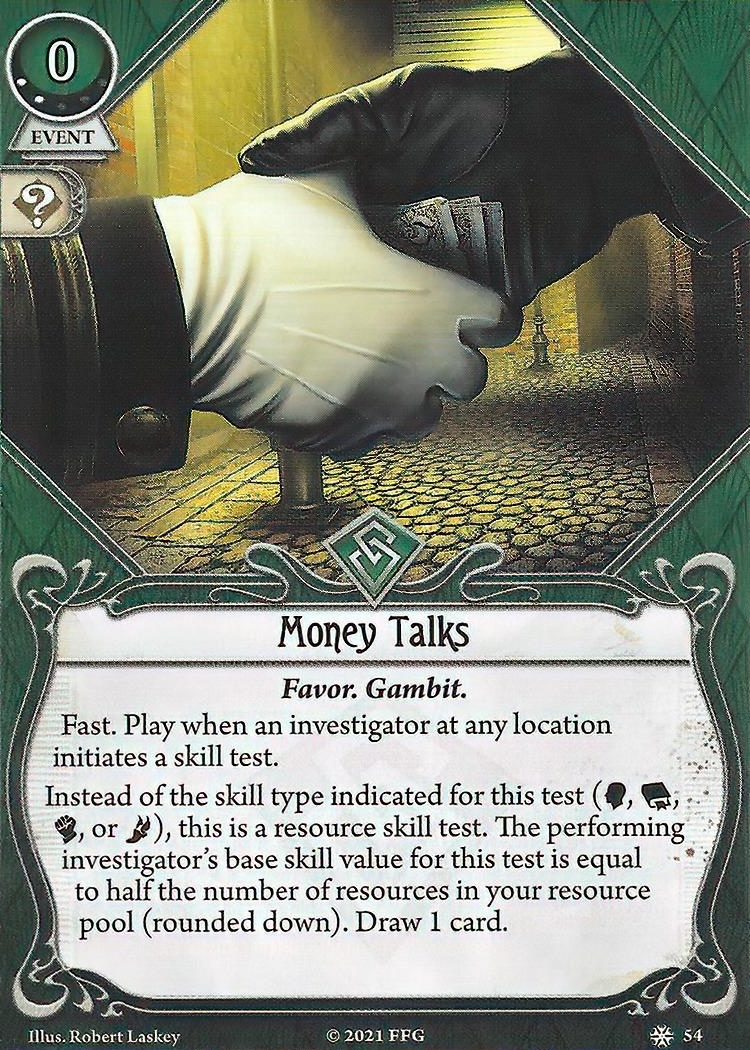 0
EVENT
?
Money Talks
Favor. Gambit.
Fast. Play when an investigator at any location
initiates a skill test.
Instead of the skill type indicated for this test ( , ,
, or ), this is a resource skill test. The performing
investigator's base skill value for this test is equal
to half the number of resources in your resource
pool (rounded down). Draw 1 card.
Illus. Robert Laskey
© 2021 FFG
54